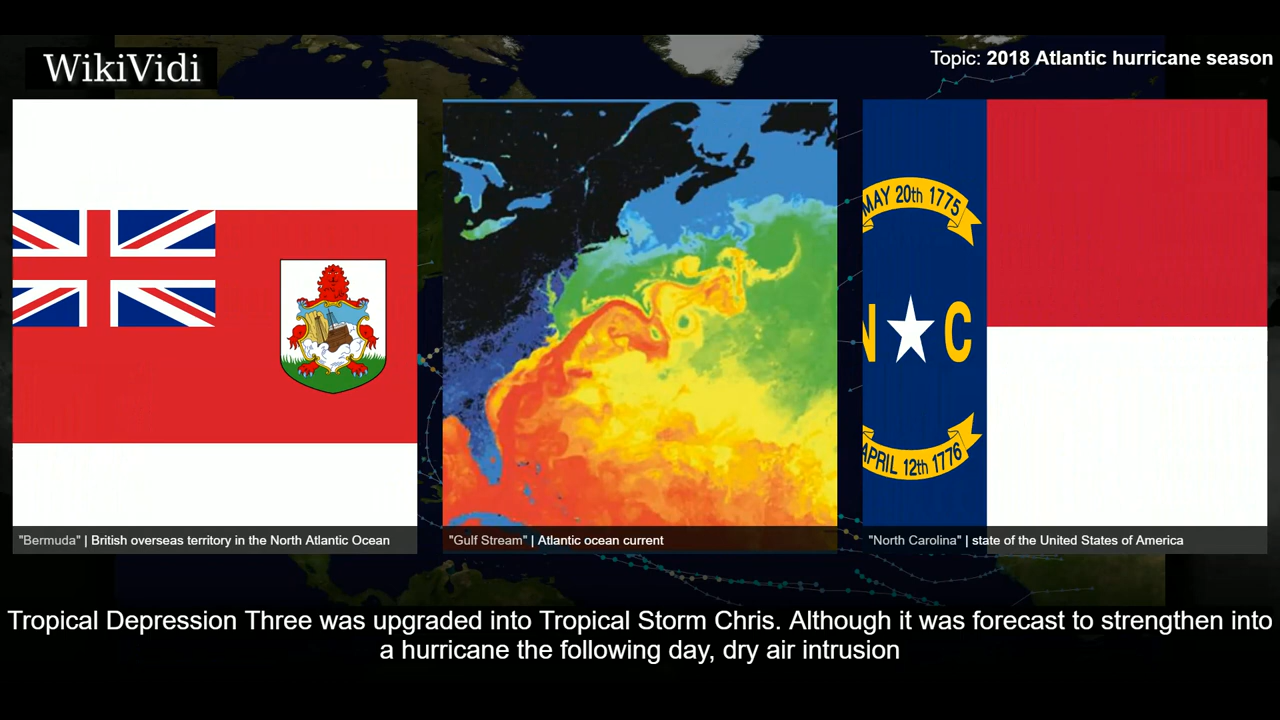 WikiVidi
Topic: 2018 Atlantic hurricane season
MAY 20th 1775
N C
APRIL 12th 1776
"Bermuda" | British overseas territory in the North Atlantic Ocean
"Gulf Stream" | Atlantic ocean current
"North Carolina" | state of the United States of America
Tropical Depression Three was upgraded into Tropical Storm Chris. Although it was forecast to strengthen into
a hurricane the following day, dry air intrusion